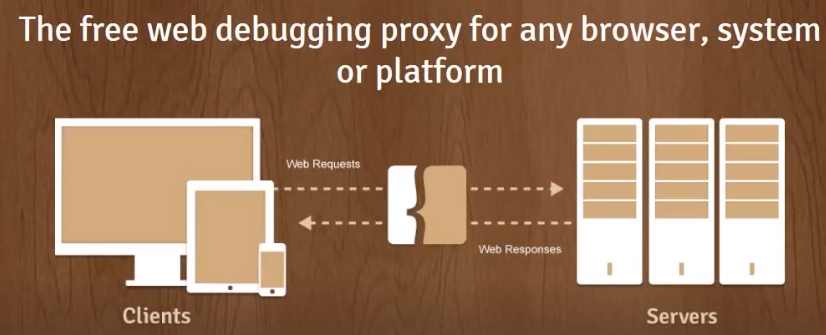 The free web debugging proxy for any browser, system
or platform
Web Requests
Web Responses
Clients
Servers